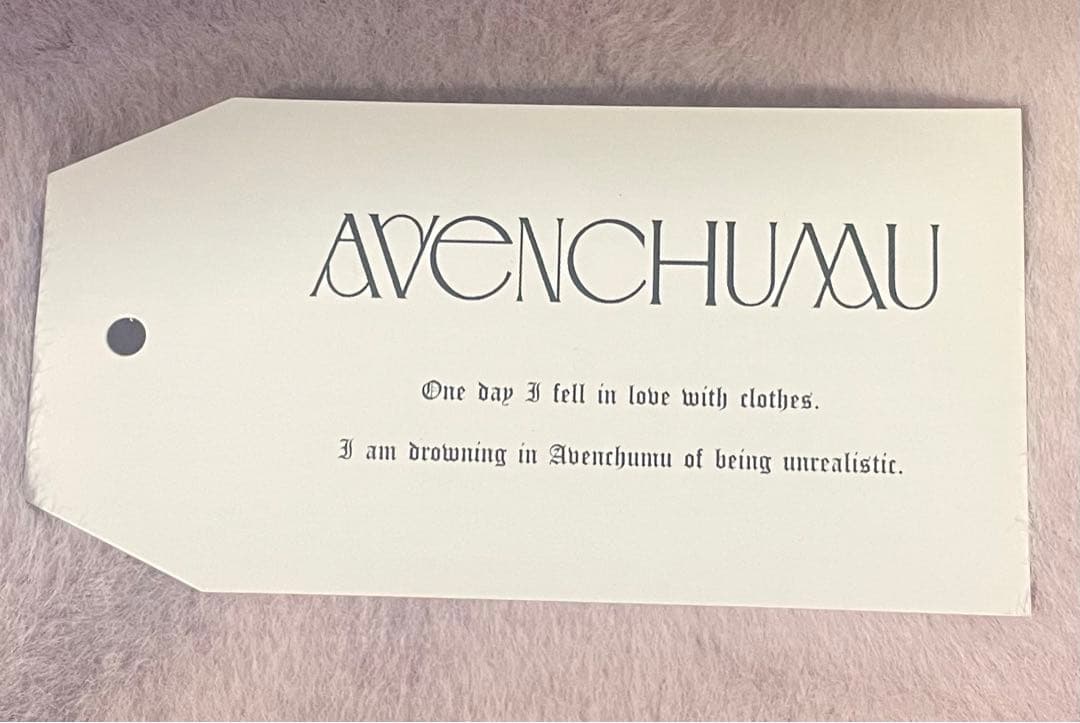 AVENCHUMU
One day I fell in love with clothes.
I am drowning in Avenchumu of being unrealistic.